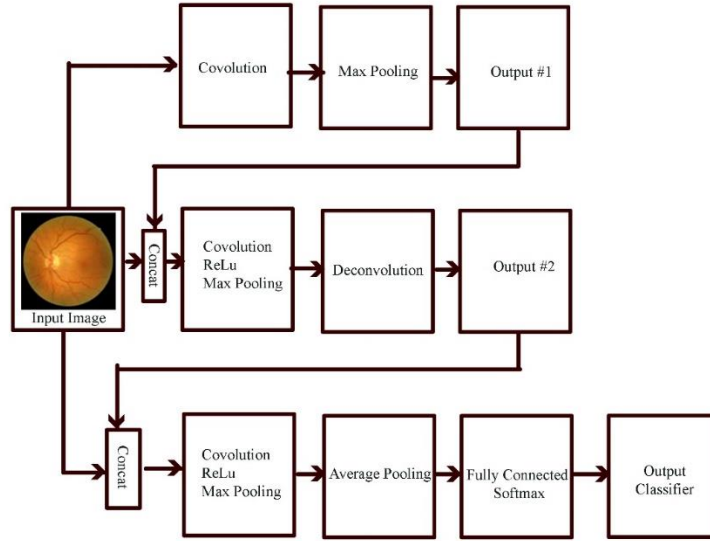 Covolution
Max Pooling
Output #1
Input Image
Concat
Covolution
ReLu
Max Pooling
Deconvolution
Output #2
Concat
Covolution
ReLu
Max Pooling
Average Pooling
Fully Connected
Softmax
Output
Classifier